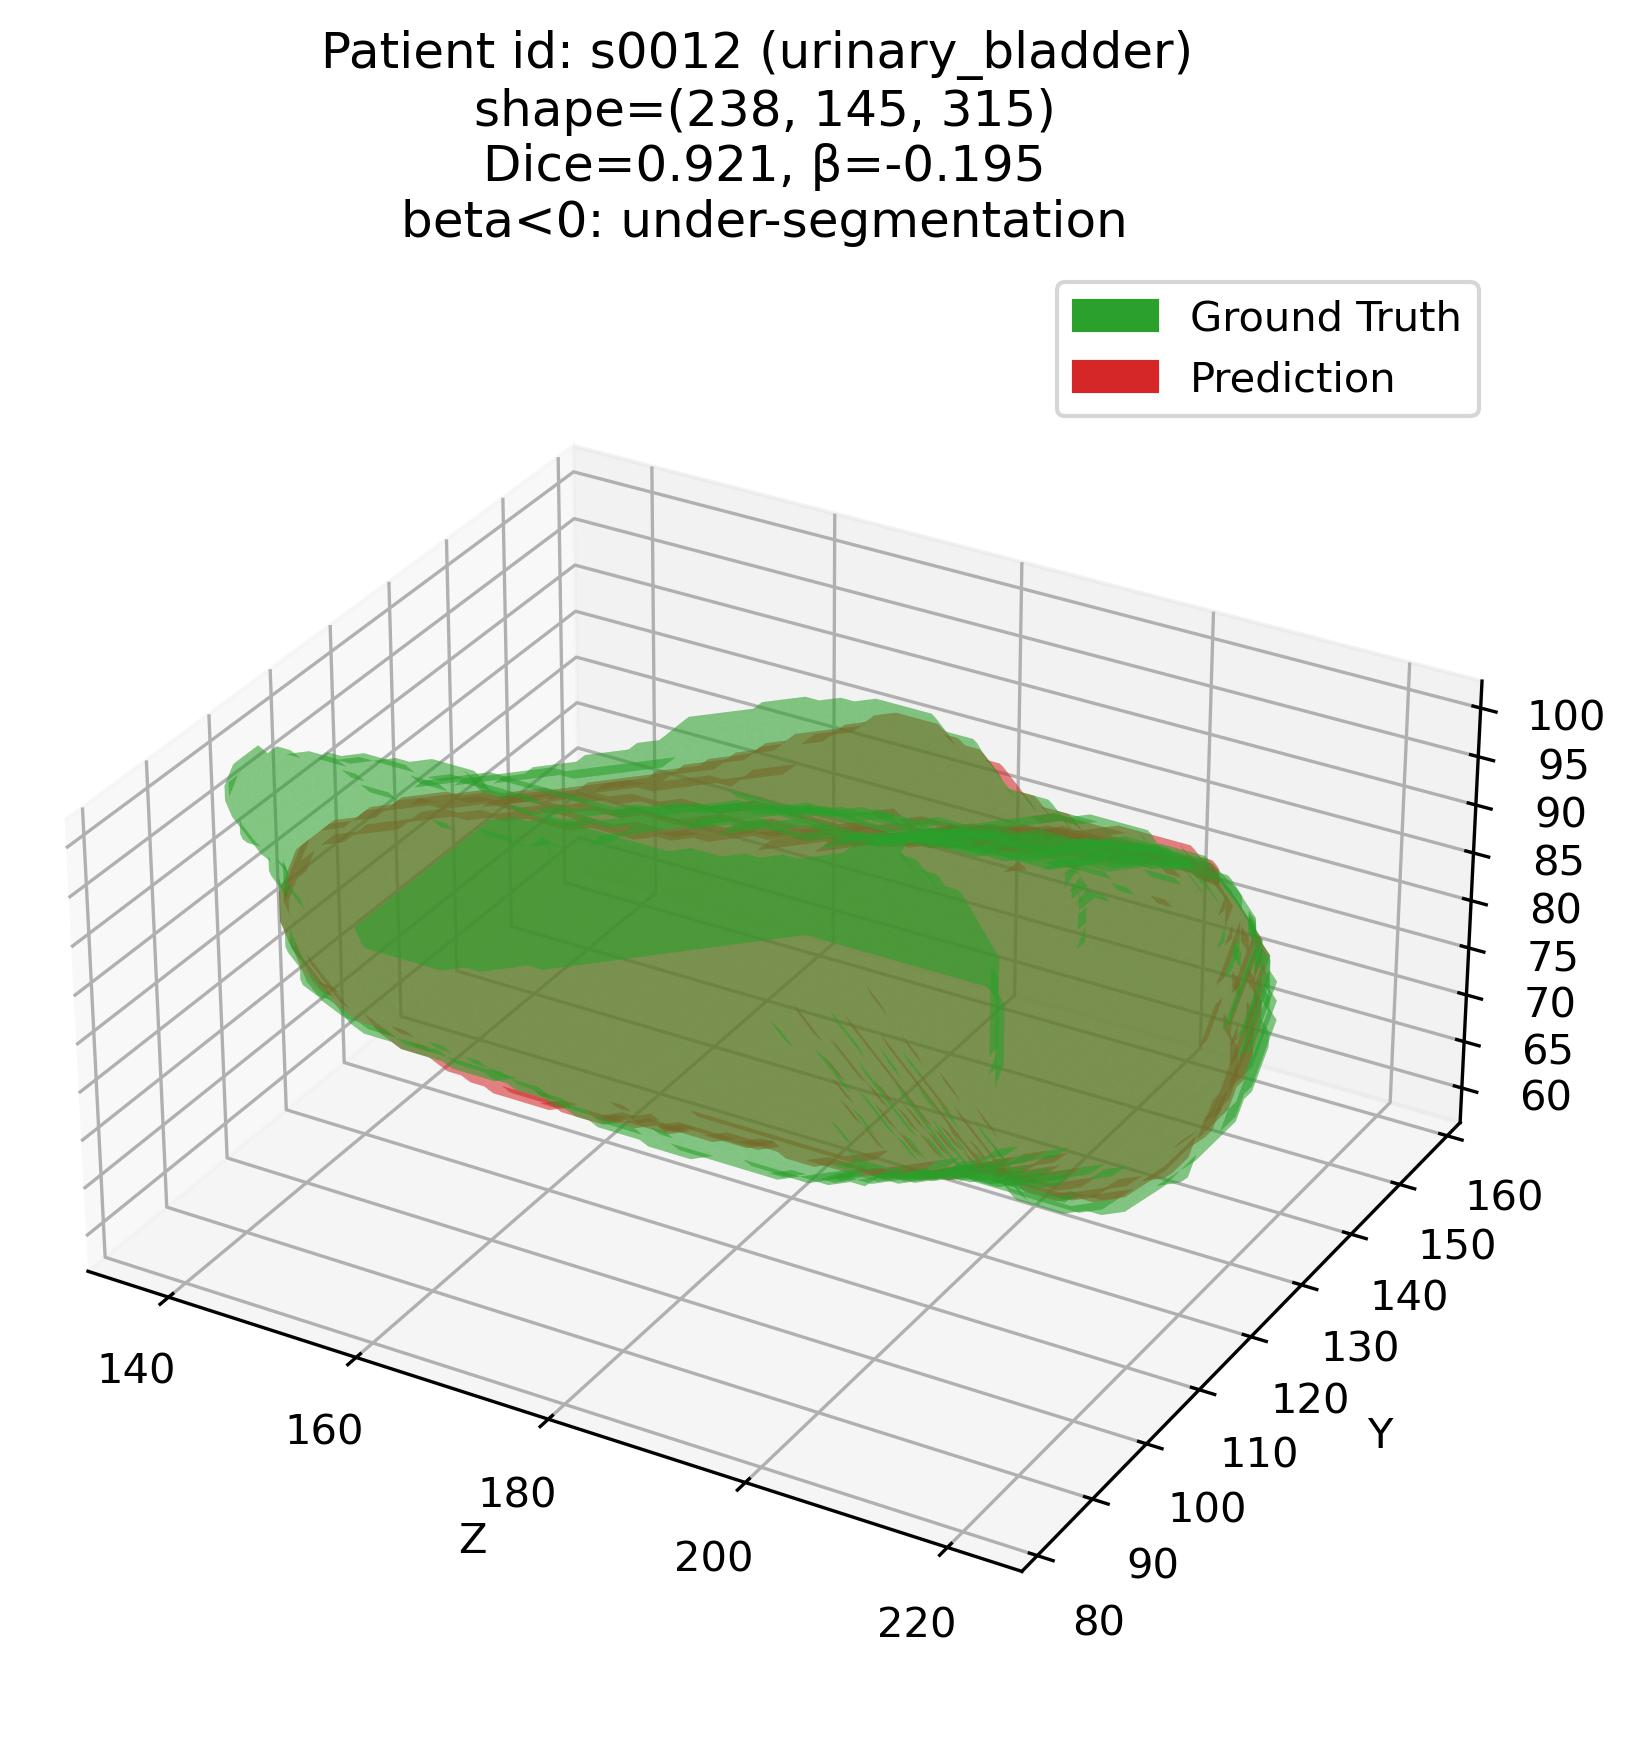 Patient id: s0012 (urinary_bladder)
shape=(238, 145, 315)
Dice=0.921, β=-0.195
beta<0: under-segmentation
Ground Truth
Prediction
100
95
90
85
80
75
70
65
60
160
150
140
130
120
110
100
90
80
Y
140
160
180
200
220
Z